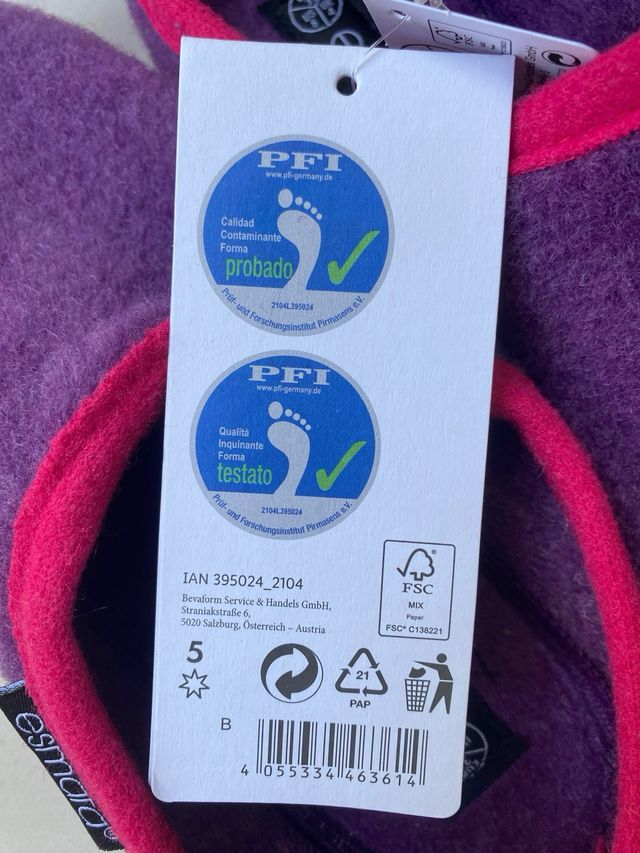 PFI
www.pfi-germany.de
Calidad
Contaminante
Forma
probado
2104L395024
Prüf- und Forschungsinstitut Pirmasens e.V.
PFI
www.pfi-germany.de
Qualità
Inquinante
Forma
testato
2104L395024
Prüf- und Forschungsinstitut Pirmasens e.V.
IAN 395024_2104
Bevaform Service & Handels GmbH,
Straniakstraße 6,
5020 Salzburg, Österreich – Austria
FSC
MIX
Paper
FSC® C138221
5
21
PAP
B
4 055334 463614
esmara®
FSC
GmbH